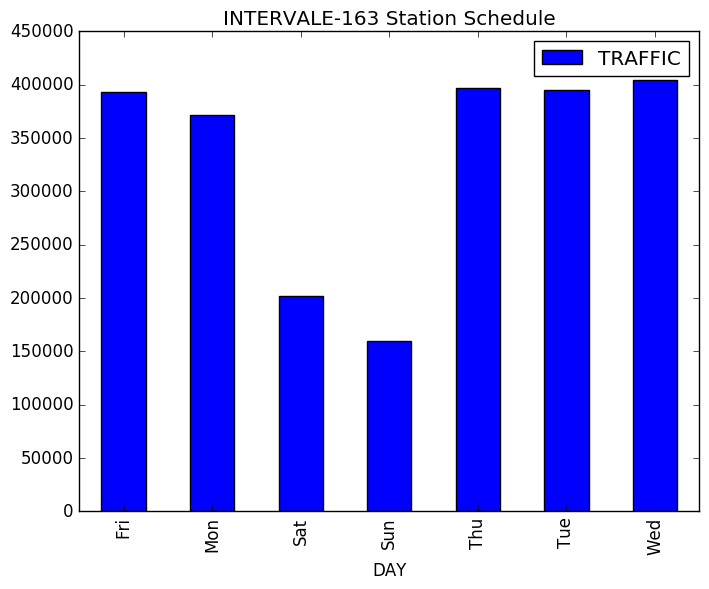 INTERVALE-163 Station Schedule
450000
400000
350000
300000
250000
200000
150000
100000
50000
0
TRAFFIC
Fri
Mon
Sat
Sun
Thu
Tue
Wed
DAY